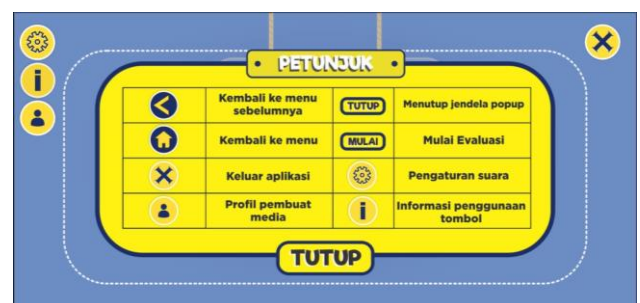 PETUNJUK
Kembali ke menu
sebelumnya
TUTUP
Menutup jendela popup
Kembali ke menu
MULAI
Mulai Evaluasi
Keluar aplikasi
Pengaturan suara
Profil pembuat
media
i
Informasi penggunaan
tombol
i
TUTUP